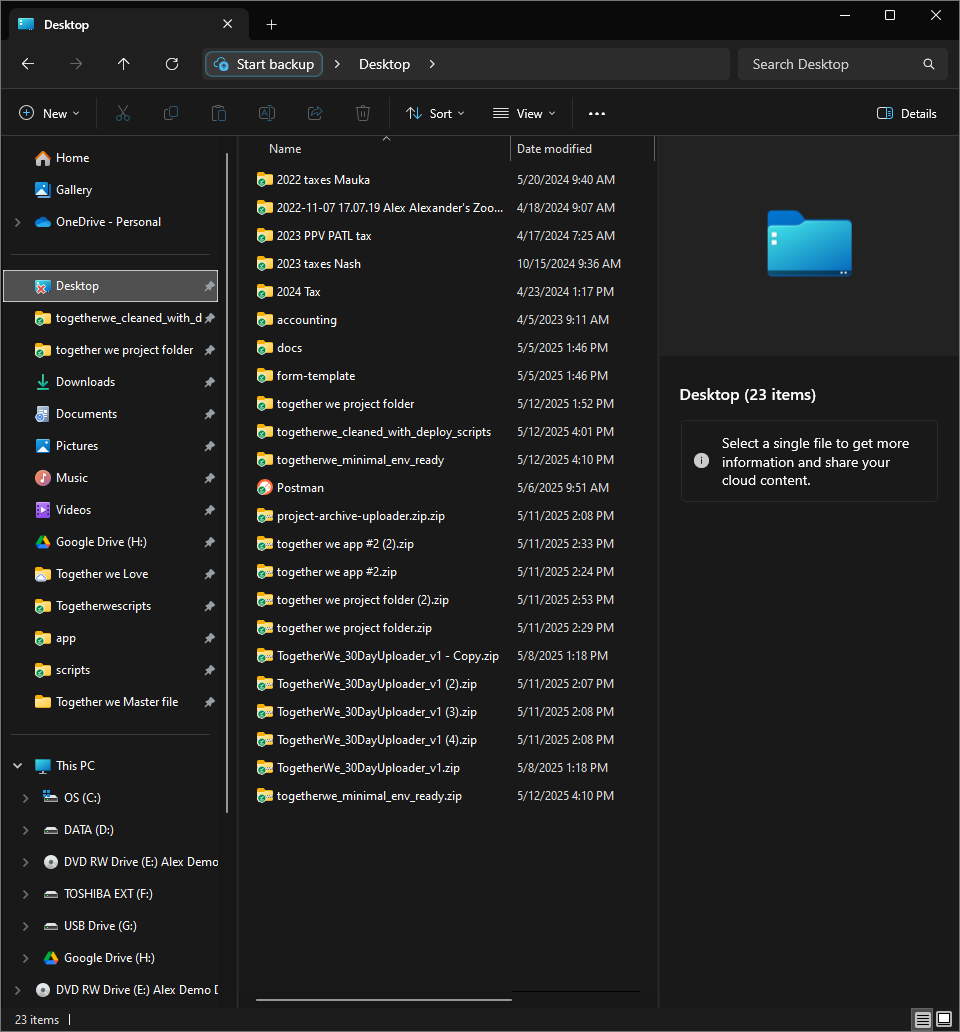 Desktop
Start backup
Desktop
Search Desktop
New
Sort
View
Details
Home
Gallery
OneDrive - Personal
Desktop
togetherwe_cleaned_with_d
together we project folder
Downloads
Documents
Pictures
Music
Videos
Google Drive (H:)
Together we Love
Togetherwescripts
app
scripts
Together we Master file
This PC
OS (C:)
DATA (D:)
DVD RW Drive (E:) Alex Demo
TOSHIBA EXT (F:)
USB Drive (G:)
Google Drive (H:)
DVD RW Drive (E:) Alex Demo D
Name Date modified
2022 taxes Mauka 5/20/2024 9:40 AM
2022-11-07 17.07.19 Alex Alexander's Zoo... 4/18/2024 9:07 AM
2023 PPV PATL tax 4/17/2024 7:25 AM
2023 taxes Nash 10/15/2024 9:36 AM
2024 Tax 4/23/2024 1:17 PM
accounting 4/5/2023 9:11 AM
docs 5/5/2025 1:46 PM
form-template 5/5/2025 1:46 PM
together we project folder 5/12/2025 1:52 PM
togetherwe_cleaned_with_deploy_scripts 5/12/2025 4:01 PM
togetherwe_minimal_env_ready 5/12/2025 4:10 PM
Postman 5/6/2025 9:51 AM
project-archive-uploader.zip.zip 5/11/2025 2:08 PM
together we app #2 (2).zip 5/11/2025 2:33 PM
together we app #2.zip 5/11/2025 2:24 PM
together we project folder (2).zip 5/11/2025 2:53 PM
together we project folder.zip 5/11/2025 2:29 PM
TogetherWe_30DayUploader_v1 - Copy.zip 5/8/2025 1:18 PM
TogetherWe_30DayUploader_v1 (2).zip 5/11/2025 2:07 PM
TogetherWe_30DayUploader_v1 (3).zip 5/11/2025 2:08 PM
TogetherWe_30DayUploader_v1 (4).zip 5/11/2025 2:08 PM
TogetherWe_30DayUploader_v1.zip 5/8/2025 1:18 PM
togetherwe_minimal_env_ready.zip 5/12/2025 4:10 PM
Desktop (23 items)
Select a single file to get more
information and share your
cloud content.
23 items